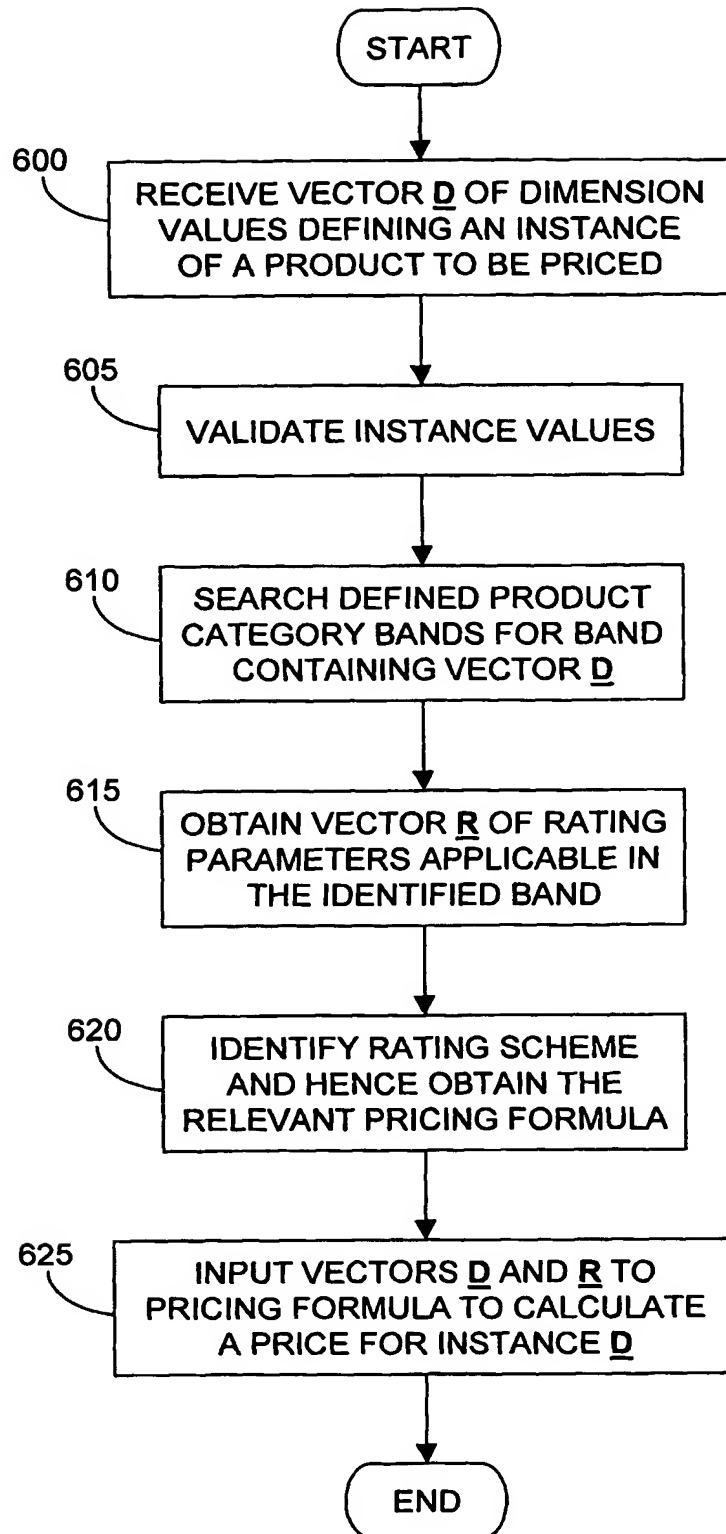 START
600
RECEIVE VECTOR D OF DIMENSION
VALUES DEFINING AN INSTANCE
OF A PRODUCT TO BE PRICED
605
VALIDATE INSTANCE VALUES
610
SEARCH DEFINED PRODUCT
CATEGORY BANDS FOR BAND
CONTAINING VECTOR D
615
OBTAIN VECTOR R OF RATING
PARAMETERS APPLICABLE IN
THE IDENTIFIED BAND
620
IDENTIFY RATING SCHEME
AND HENCE OBTAIN THE
RELEVANT PRICING FORMULA
625
INPUT VECTORS D AND R TO
PRICING FORMULA TO CALCULATE
A PRICE FOR INSTANCE D
END